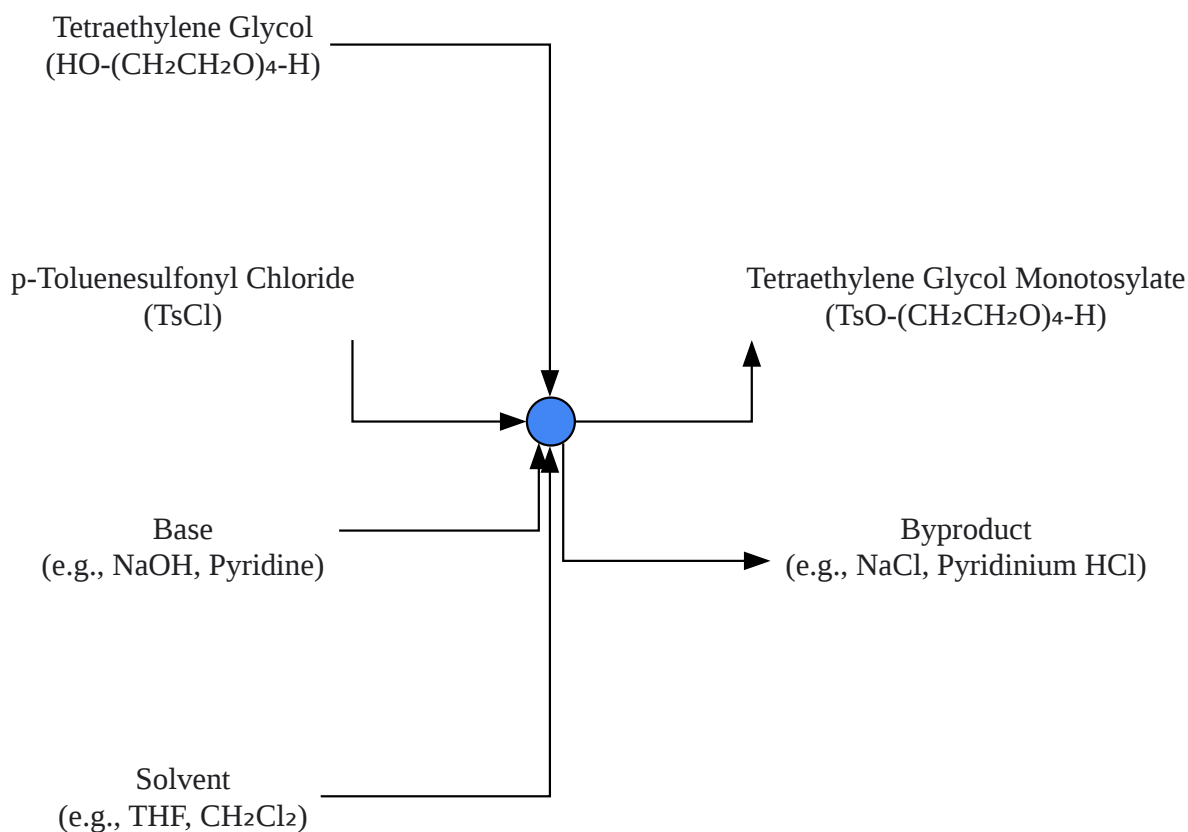 Tetraethylene Glycol
(HO-(CH₂CH₂O)₄-H)
p-Toluenesulfonyl Chloride
(TsCl)
Tetraethylene Glycol Monotosylate
(TsO-(CH₂CH₂O)₄-H)
Base
(e.g., NaOH, Pyridine)
Byproduct
(e.g., NaCl, Pyridinium HCl)
Solvent
(e.g., THF, CH₂Cl₂)